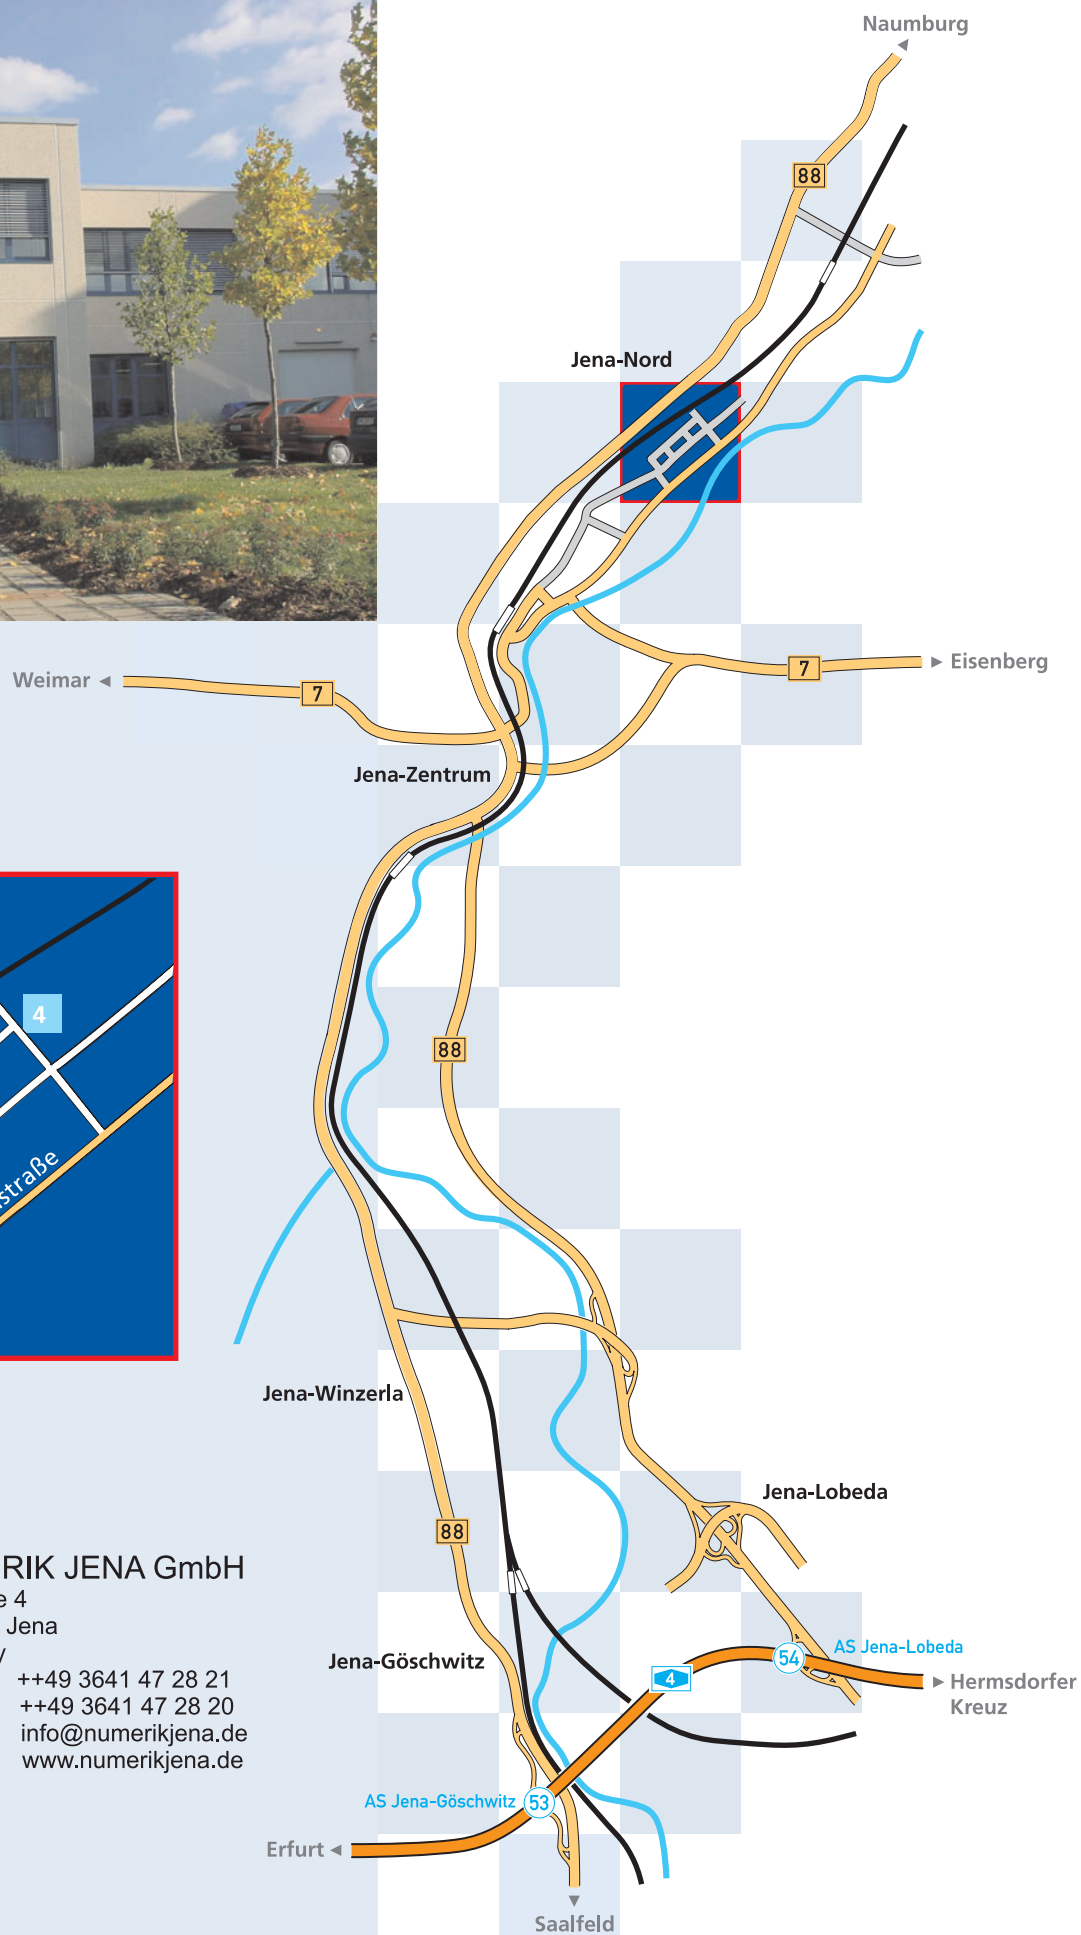 Naumburg
88
Jena-Nord
Weimar
7
7
Eisenberg
Jena-Zentrum
4
88
straße
Jena-Winzerla
Jena-Lobeda
88
RIK JENA GmbH
e 4
Jena
++49 3641 47 28 21
++49 3641 47 28 20
info@numerikjena.de
www.numerikjena.de
Jena-Göschwitz
54
AS Jena-Lobeda
4
Hermsdorfer
Kreuz
AS Jena-Göschwitz
53
Erfurt
Saalfeld